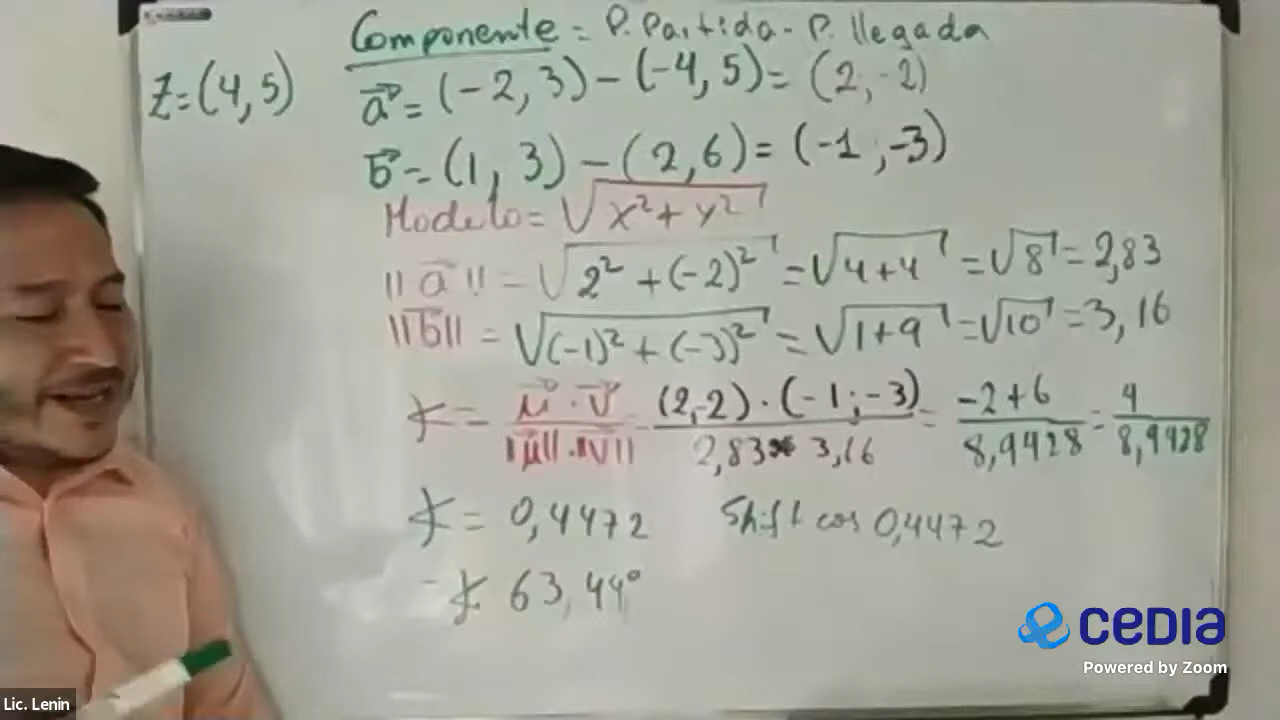 Componente = P. Partida - P. llegada
Z = (4, 5)
a⃗ = (-2, 3) - (-4, 5) = (2; -2)
b⃗ = (1, 3) - (2, 6) = (-1; -3)
Modelo = √x² + y²
||a⃗|| = √2² + (-2)² = √4+4 = √8 = 2,83
||b|| = √(-1)² + (-3)² = √1+9 = √10 = 3,16
∡ = μ⃗ · v⃗ / ||μ|| · ||v|| = (2,-2) · (-1; -3) / 2,83 * 3,16 = -2+6 / 8,9428 = 4 / 8,9428
∡ = 0,4472 Shift cos 0,4472
- ∡ 63,44°
CEDIA
Powered by Zoom
Lic. Lenin